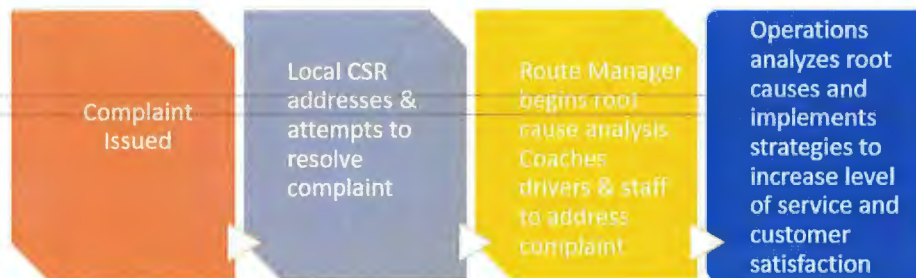 Complaint
Issued
Local CSR
addresses &
attempts to
resolve
complaint
Route Manager
begins root
cause analysis
Coaches
drivers & staff
to address
complaint
Operations
analyzes root
causes and
implements
strategies to
increase level
of service and
customer
satisfaction